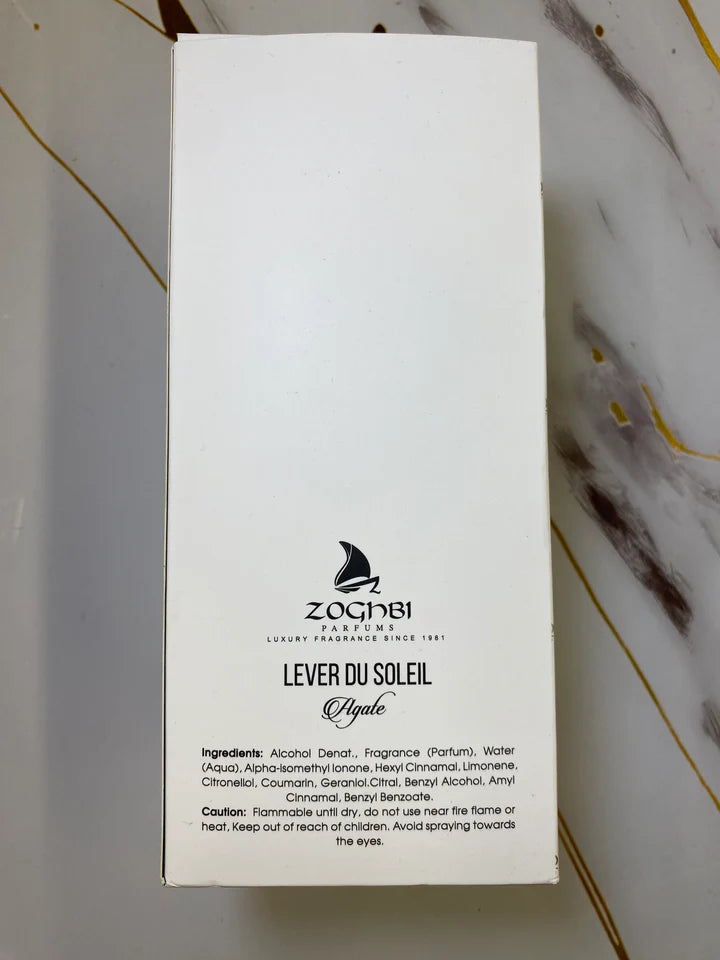 ZOGHBI
PARFUMS
LUXURY FRAGRANCE SINCE 1981
LEVER DU SOLEIL
Agate
Ingredients: Alcohol Denat., Fragrance (Parfum), Water
(Aqua), Alpha-isomethyl Ionone, Hexyl Cinnamal, Limonene,
Citronellol, Coumarin, Geraniol.Citral, Benzyl Alcohol, Amyl
Cinnamal, Benzyl Benzoate.
Caution: Flammable until dry, do not use near fire flame or
heat, Keep out of reach of children. Avoid spraying towards
the eyes.